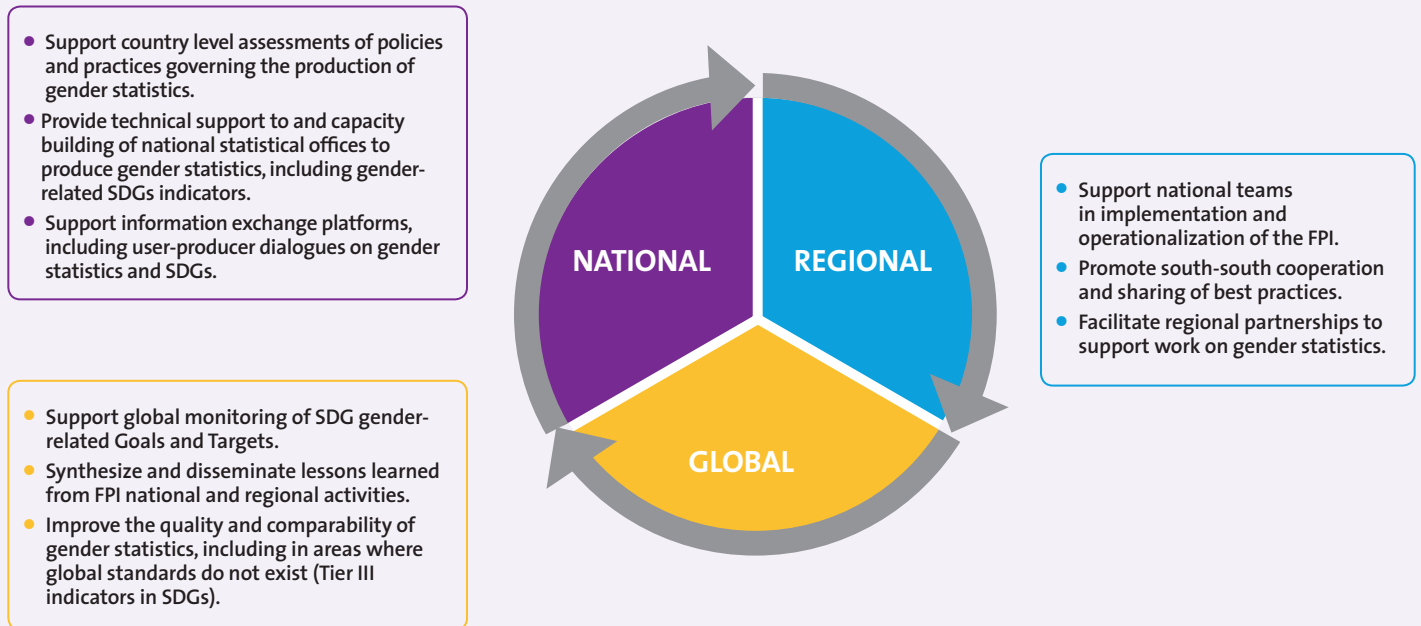 • Support country level assessments of policies
and practices governing the production of
gender statistics.
• Provide technical support to and capacity
building of national statistical offices to
produce gender statistics, including gender-
related SDGs indicators.
• Support information exchange platforms,
including user-producer dialogues on gender
statistics and SDGs.
• Support global monitoring of SDG gender-
related Goals and Targets.
• Synthesize and disseminate lessons learned
from FPI national and regional activities.
• Improve the quality and comparability of
gender statistics, including in areas where
global standards do not exist (Tier III
indicators in SDGs).
NATIONAL
REGIONAL
GLOBAL
• Support national teams
in implementation and
operationalization of the FPI.
• Promote south-south cooperation
and sharing of best practices.
• Facilitate regional partnerships to
support work on gender statistics.